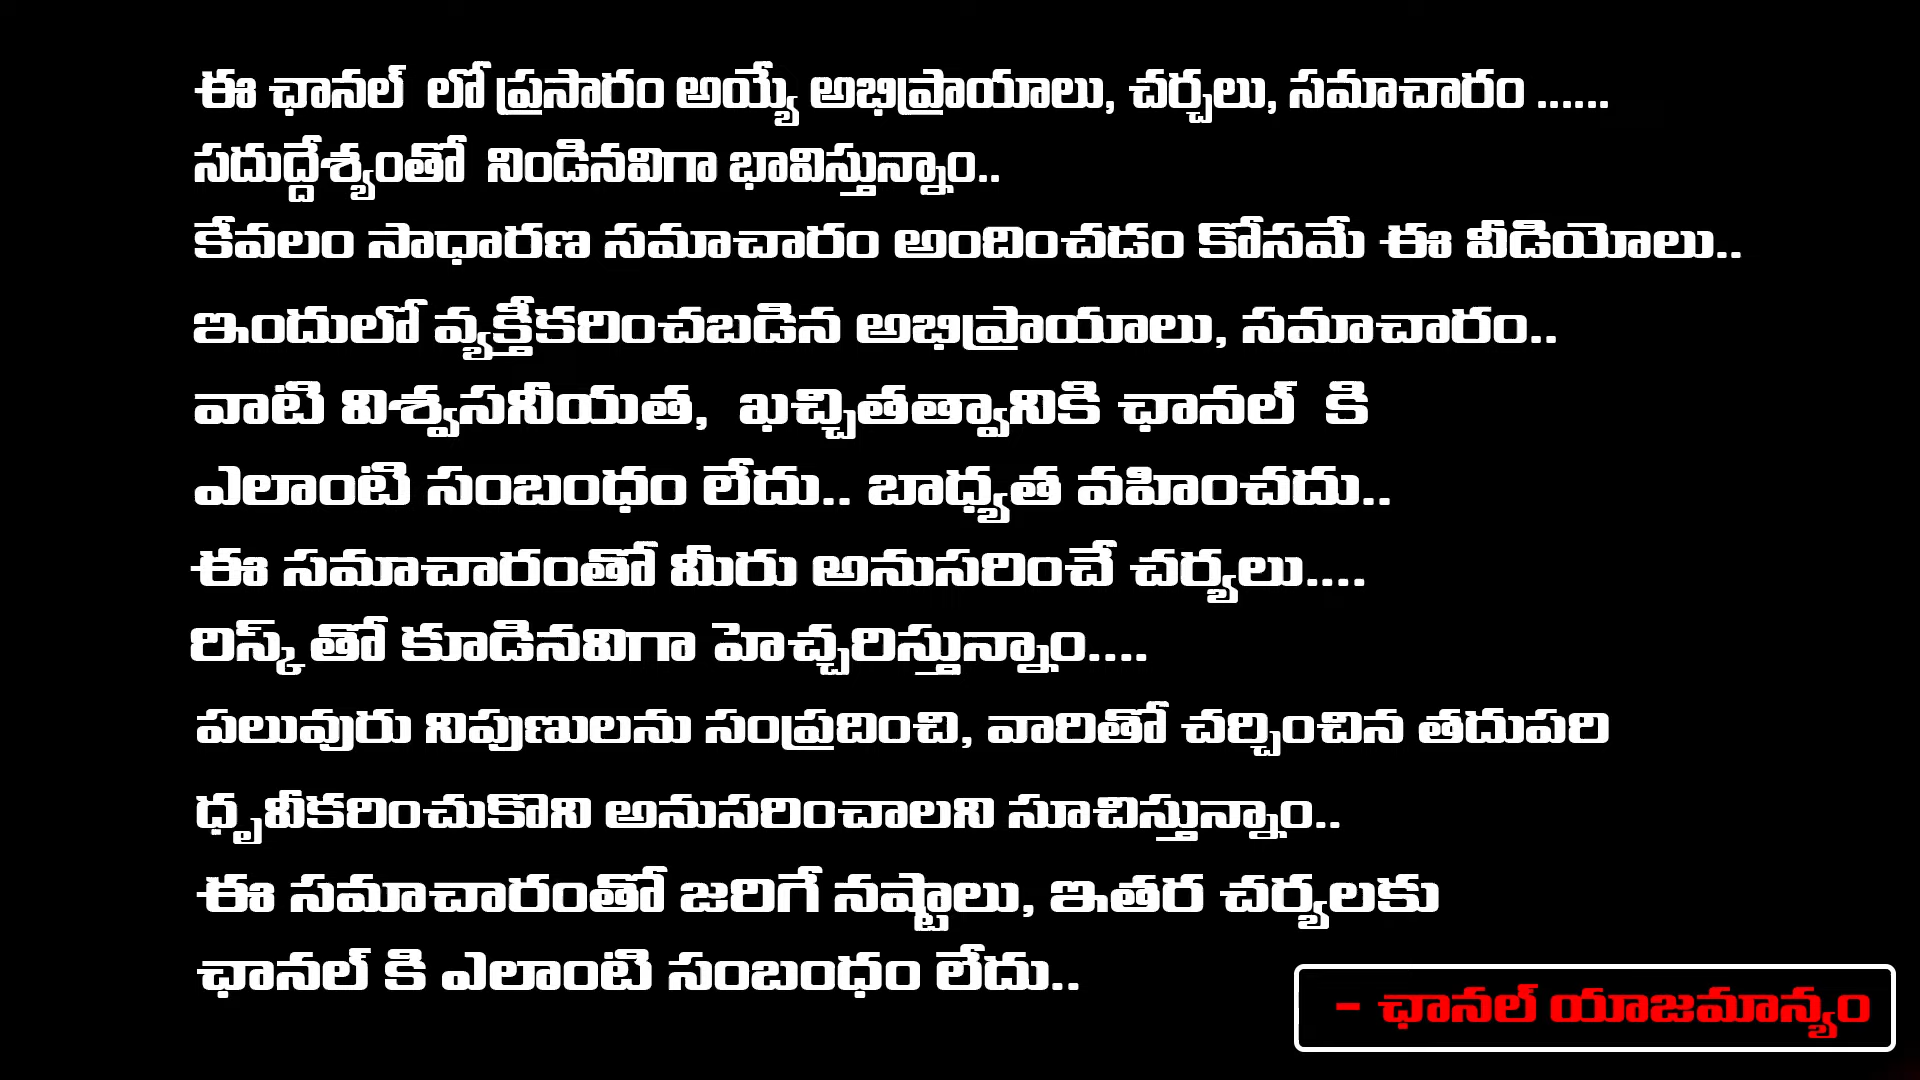 ఈ ఛానల్ లో ప్రసారం అయ్యే అభిప్రాయాలు, చర్చలు, సమాచారం ......
సదుద్దేశ్యంతో నిండినవిగా భావిస్తున్నాం..
కేవలం సాధారణ సమాచారం అందించడం కోసమే ఈ వీడియోలు..
ఇందులో వ్యక్తీకరించబడిన అభిప్రాయాలు, సమాచారం..
వాటి విశ్వసనీయత, ఖచ్చితత్వానికి ఛానల్ కి
ఎలాంటి సంబంధం లేదు.. బాధ్యత వహించదు..
ఈ సమాచారంతో మీరు అనుసరించే చర్యలు....
రిస్క్ తో కూడినవిగా హెచ్చరిస్తున్నాం....
పలువురు నిపుణులను సంప్రదించి, వారితో చర్చించిన తదుపరి
ధృవీకరించుకొని అనుసరించాలని సూచిస్తున్నాం..
ఈ సమాచారంతో జరిగే నష్టాలు, ఇతర చర్యలకు
ఛానల్ కి ఎలాంటి సంబంధం లేదు..
- ఛానల్ యాజమాన్యం